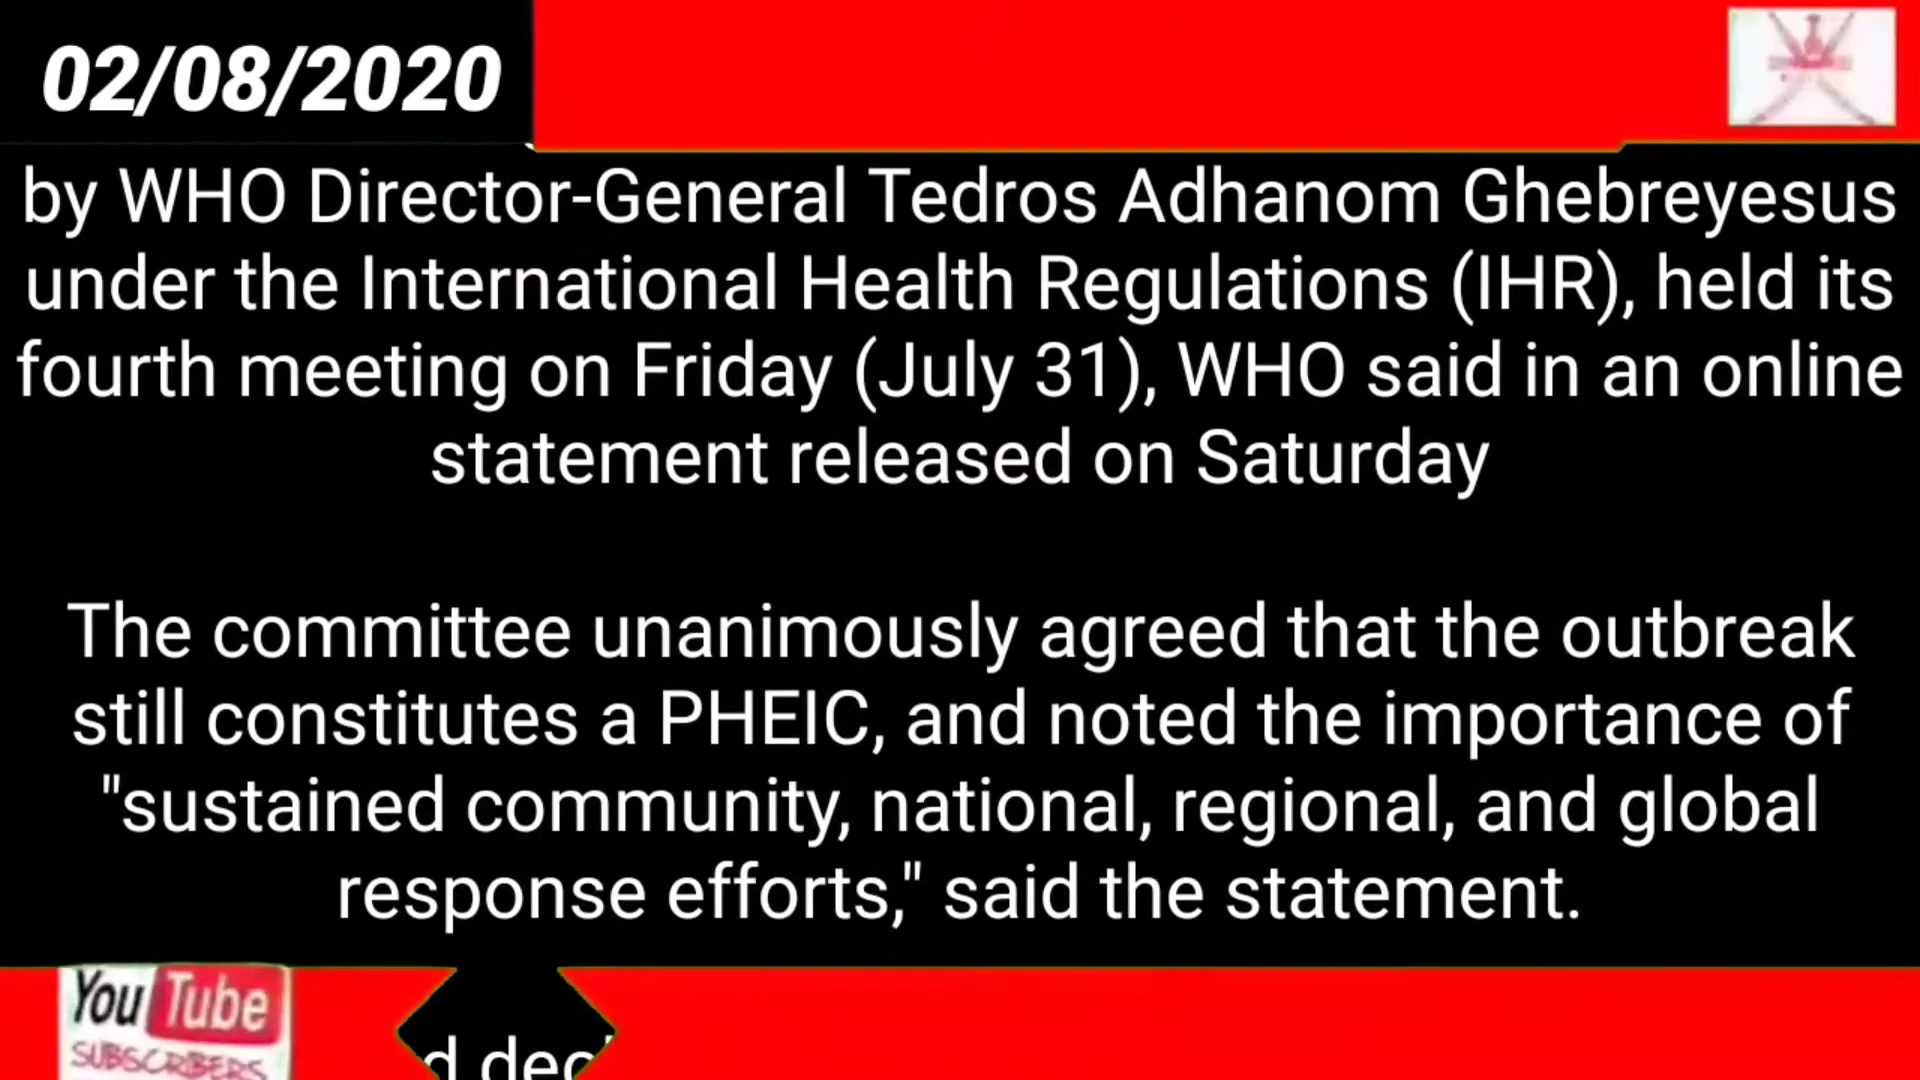 02/08/2020
by WHO Director-General Tedros Adhanom Ghebreyesus
under the International Health Regulations (IHR), held its
fourth meeting on Friday (July 31), WHO said in an online
statement released on Saturday
The committee unanimously agreed that the outbreak
still constitutes a PHEIC, and noted the importance of
"sustained community, national, regional, and global
response efforts," said the statement.
YouTube
SUBSCRIBERS